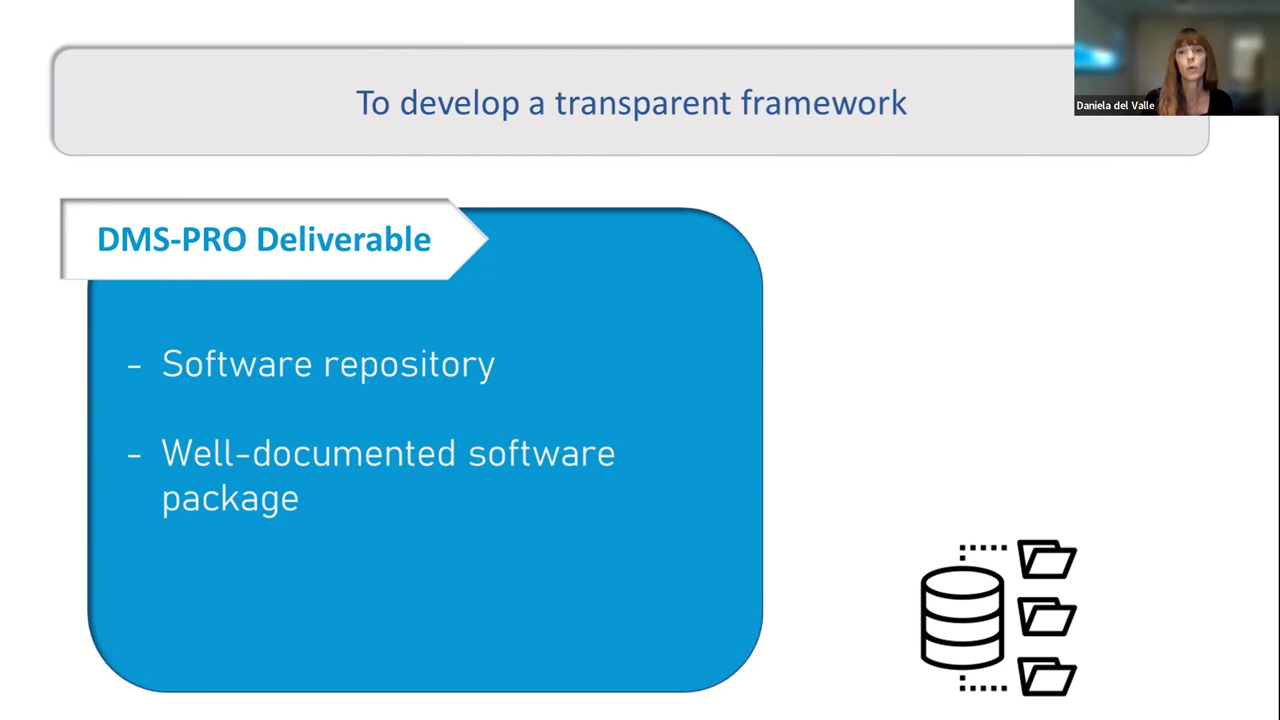 To develop a transparent framework
Daniela del Valle
DMS-PRO Deliverable
- Software repository
- Well-documented software
package